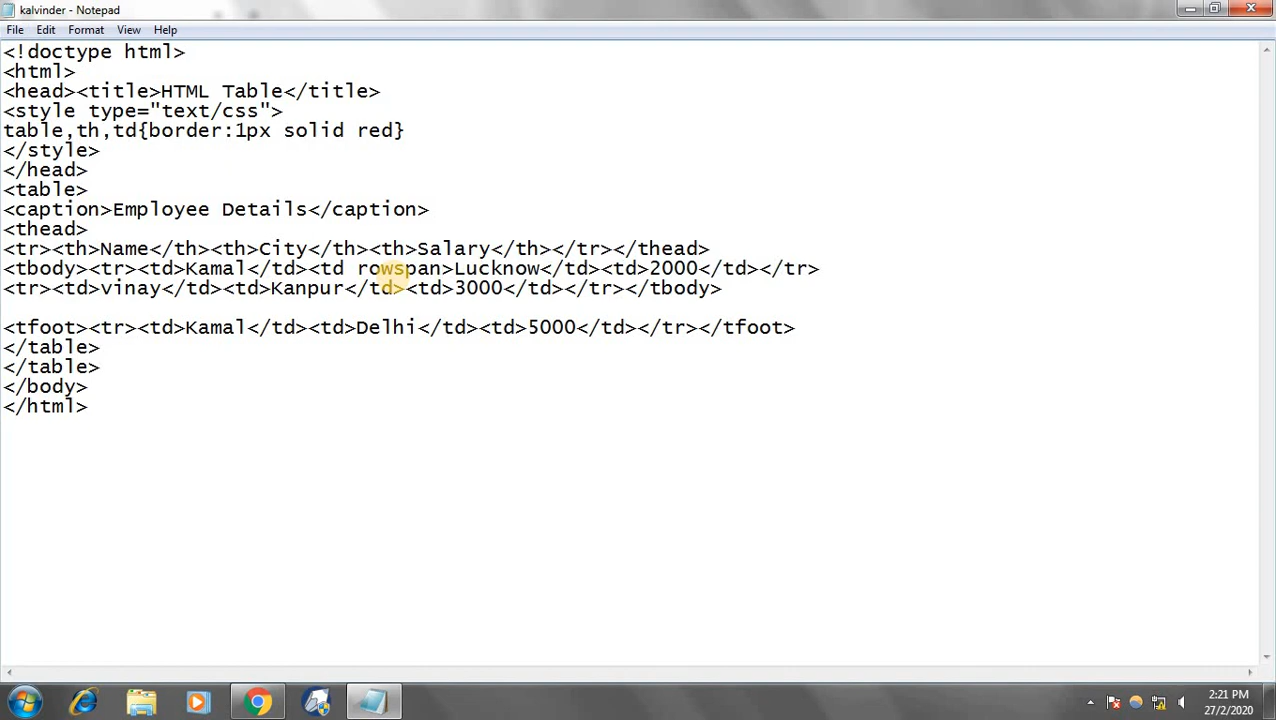 kalvinder - Notepad
File Edit Format View Help
<!doctype html>
<html>
<head><title>HTML Table</title>
<style type="text/css">
table,th,td{border:1px solid red}
</style>
</head>
<table>
<caption>Employee Details</caption>
<thead>
<tr><th>Name</th><th>City</th><th>Salary</th></tr></thead>
<tbody><tr><td>Kamal</td><td rowspan>Lucknow</td><td>2000</td></tr>
<tr><td>vinay</td><td>Kanpur</td><td>3000</td></tr></tbody>
<tfoot><tr><td>Kamal</td><td>Delhi</td><td>5000</td></tr></tfoot>
</table>
</table>
</body>
</html>
2:21 PM
27/2/2020